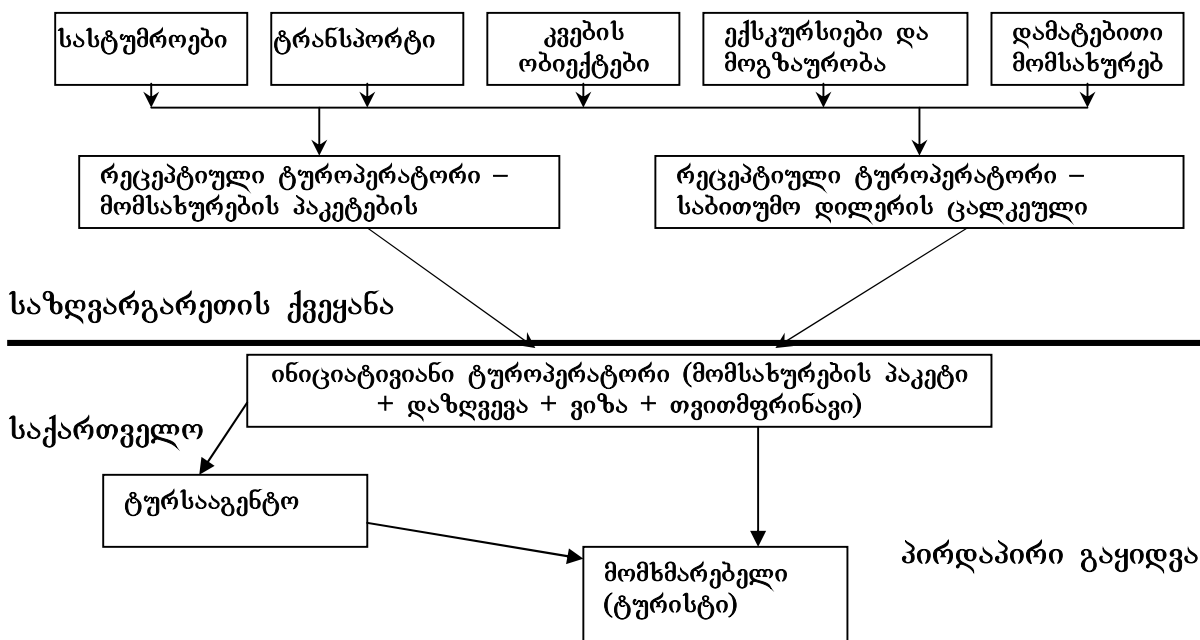 სასტუმროები
ტრანსპორტი
კვების
ობიექტები
ექსკურსიები და
მოგზაურობა
დამატებითი
მომსახურებ
რეცეპტიული ტუროპერატორი –
მომსახურების პაკეტების
რეცეპტიული ტუროპერატორი –
საბითუმო დილერის ცალკეული
საზღვარგარეთის ქვეყანა
ინიციატივიანი ტუროპერატორი (მომსახურების პაკეტი
+ დაზღვევა + ვიზა + თვითმფრინავი)
საქართველო
ტურსააგენტო
პირდაპირი გაყიდვა
მომხმარებელი
(ტურისტი)